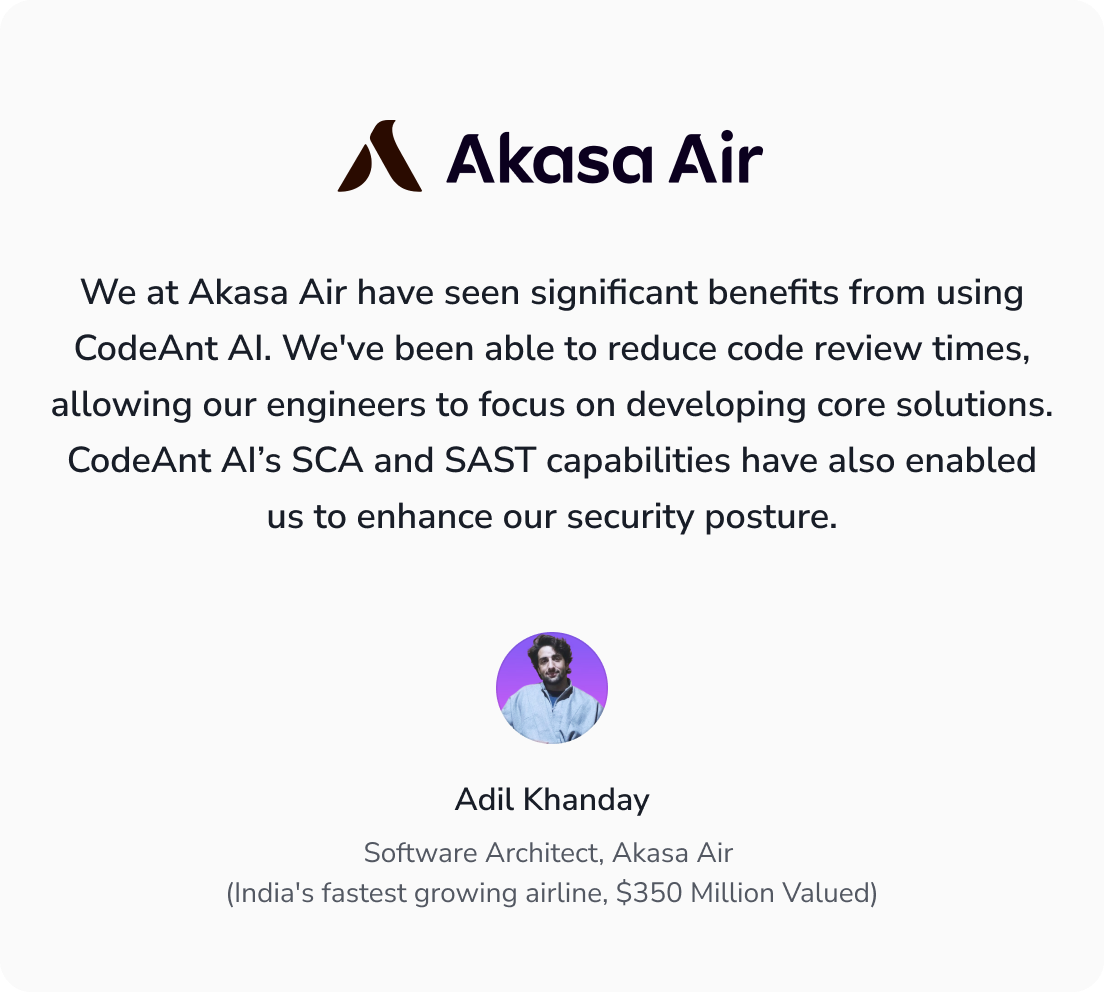 Akasa Air
We at Akasa Air have seen significant benefits from using
CodeAnt AI. We've been able to reduce code review times,
allowing our engineers to focus on developing core solutions.
CodeAnt AI’s SCA and SAST capabilities have also enabled
us to enhance our security posture.
Adil Khanday
Software Architect, Akasa Air
(India's fastest growing airline, $350 Million Valued)